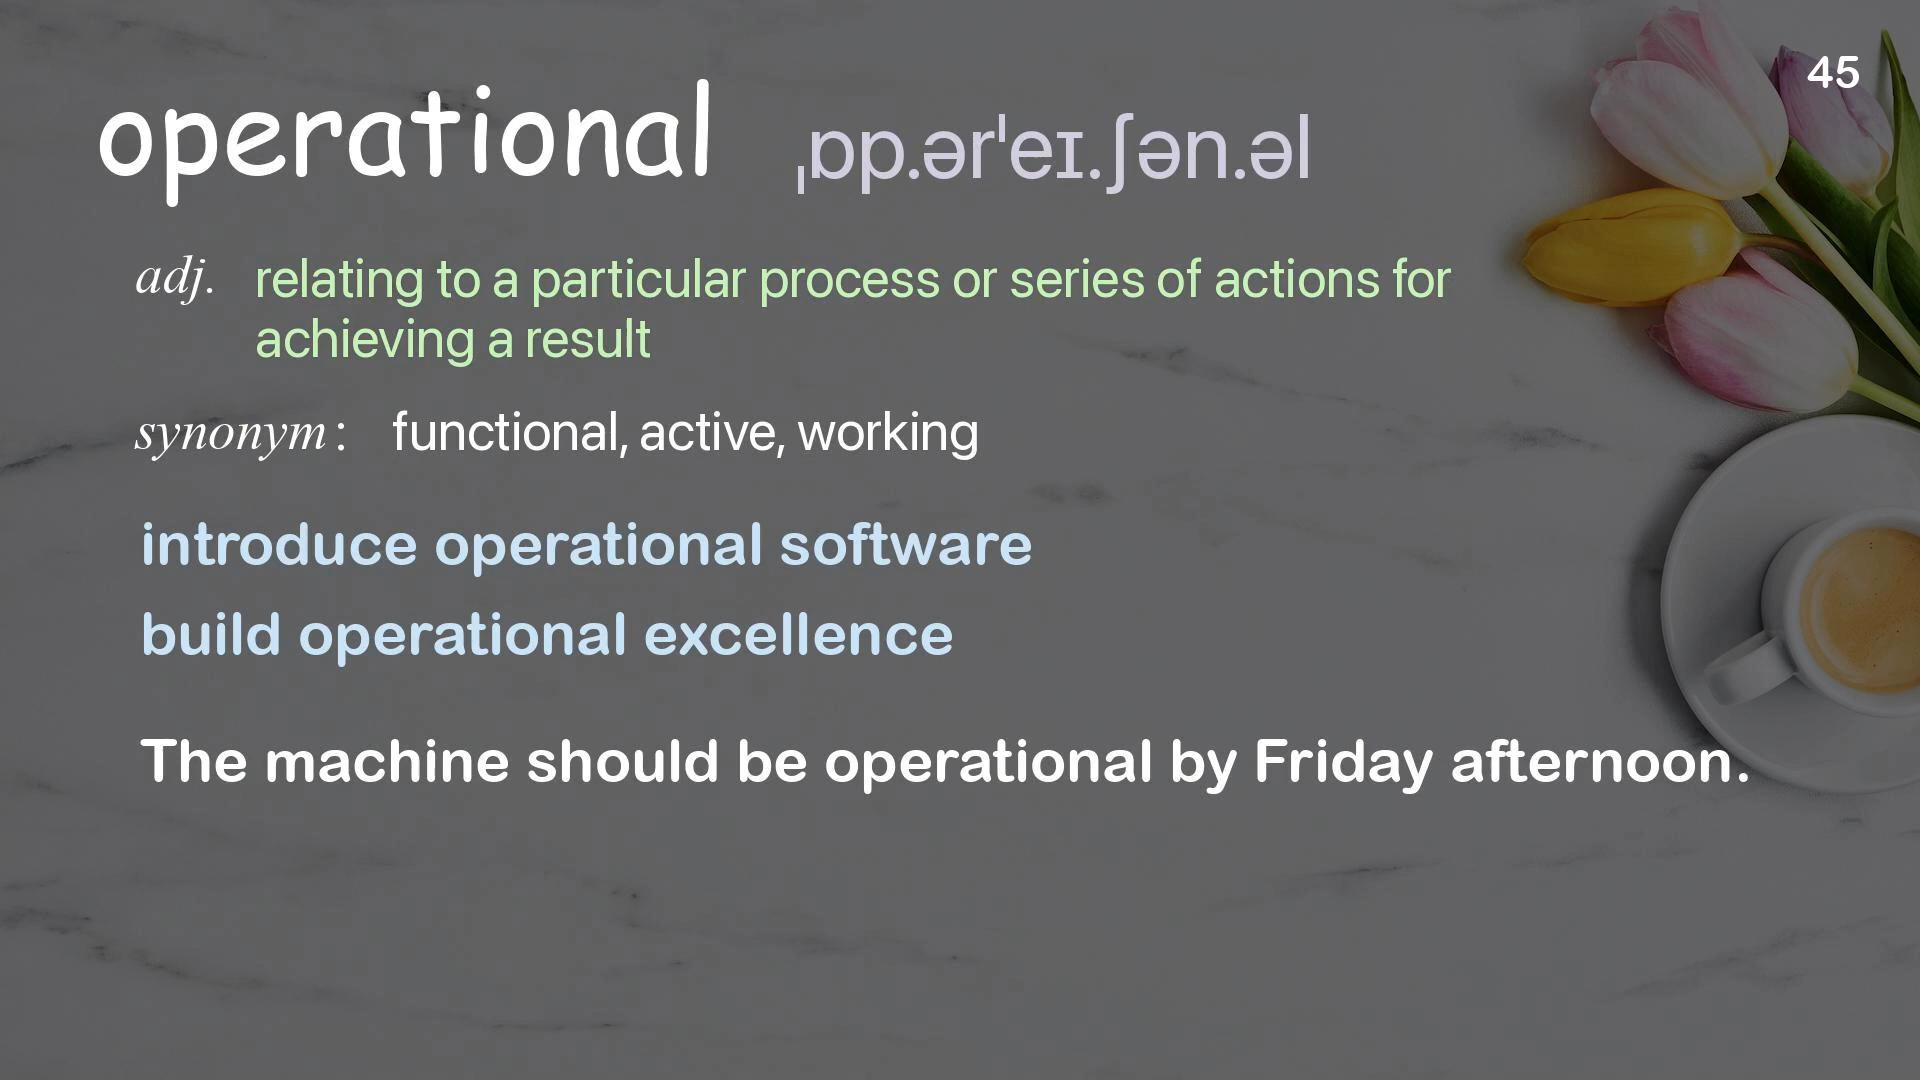 45
operational ˌɒp.ərˈeɪ.ʃən.əl
adj. relating to a particular process or series of actions for
achieving a result
synonym : functional, active, working
introduce operational software
build operational excellence
The machine should be operational by Friday afternoon.